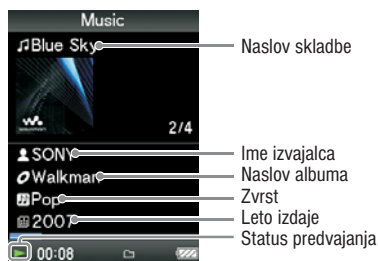 Music
Blue Sky
Naslov skladbe
2/4
SONY
Ime izvajalca
Walkman
Naslov albuma
Pop
Zvrst
2007
Leto izdaje
Status predvajanja
00:08